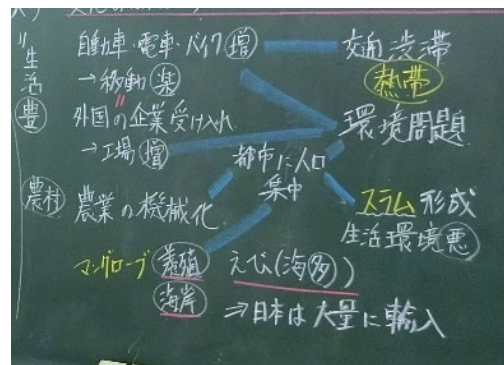 生活豊
自動車・電車・バイク増
交通渋滞
→移動楽
熱帯
外国の企業受け入れ
環境問題
→工場増
都市に人口
集中
農村
農業の機械化
スラム形成
生活環境悪
マングローブ
養殖
えび(海多)
海岸
⇒日本は大量に輸入